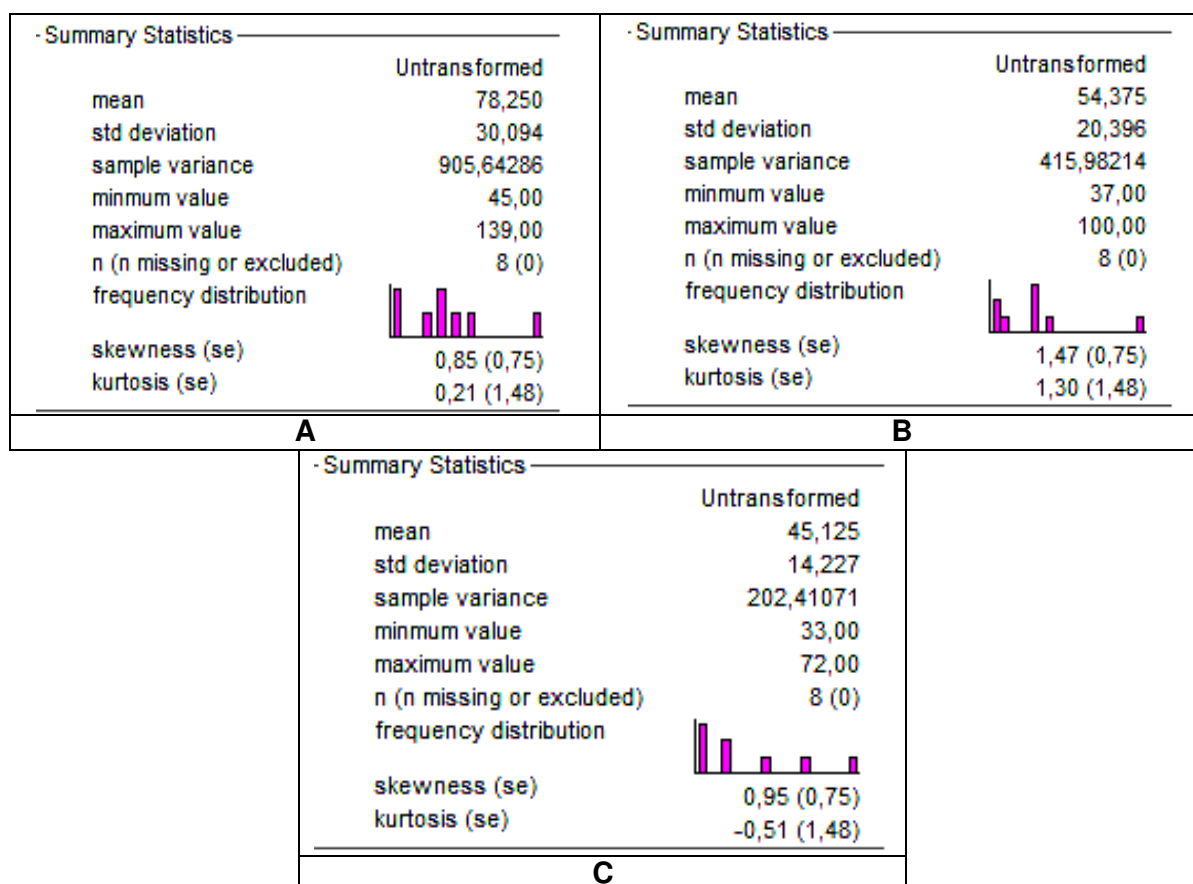 Summary Statistics
Untransformed
mean 78,250
std deviation 30,094
sample variance 905,64286
minmum value 45,00
maximum value 139,00
n (n missing or excluded) 8 (0)
frequency distribution
skewness (se) 0,85 (0,75)
kurtosis (se) 0,21 (1,48)
A
Summary Statistics
Untransformed
mean 54,375
std deviation 20,396
sample variance 415,98214
minmum value 37,00
maximum value 100,00
n (n missing or excluded) 8 (0)
frequency distribution
skewness (se) 1,47 (0,75)
kurtosis (se) 1,30 (1,48)
B
Summary Statistics
Untransformed
mean 45,125
std deviation 14,227
sample variance 202,41071
minmum value 33,00
maximum value 72,00
n (n missing or excluded) 8 (0)
frequency distribution
skewness (se) 0,95 (0,75)
kurtosis (se) -0,51 (1,48)
C